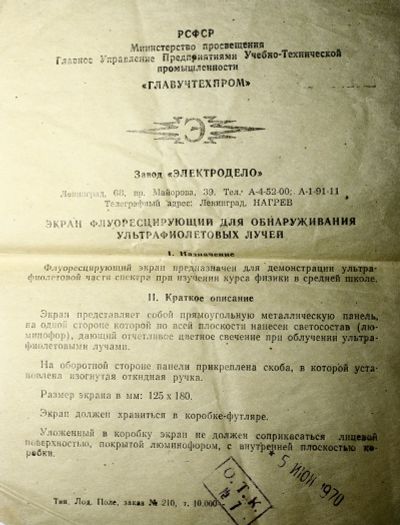 РСФСР
Министерство просвещения
Главное Управление Предприятиями Учебно-Технической
промышленности
«ГЛАВУЧТЕХПРОМ»
Э
Завод «ЭЛЕКТРОДЕЛО»
Ленинград, 68, пр. Майорова, 39. Тел. А-4-52-00; А-1-91-11
Телеграфный адрес: Ленинград, НАГРЕВ
ЭКРАН ФЛУОРЕСЦИРУЮЩИЙ ДЛЯ ОБНАРУЖИВАНИЯ
УЛЬТРАФИОЛЕТОВЫХ ЛУЧЕЙ
I. Назначение
Флуоресцирующий экран предназначен для демонстрации ультра-
фиолетовой части спектра при изучении курса физики в средней школе.
II. Краткое описание
Экран представляет собой прямоугольную металлическую панель,
на одной стороне которой по всей плоскости нанесен светосостав (лю-
минофор), дающий отчетливое цветное свечение при облучении ультра-
фиолетовыми лучами.
На оборотной стороне панели прикреплена скоба, в которой уста-
новлена изогнутая откидная ручка.
Размер экрана в мм: 125 х 180.
Экран должен храниться в коробке-футляре.
Уложенный в коробку экран не должен соприкасаться лицевой
поверхностью, покрытой люминофором, с внутренней плоскостью ко-
робки.
* 5 ИЮН 1970
О. Т. К.
№ 1
Тип. Лод. Поле, заказ № 210, т. 10.000